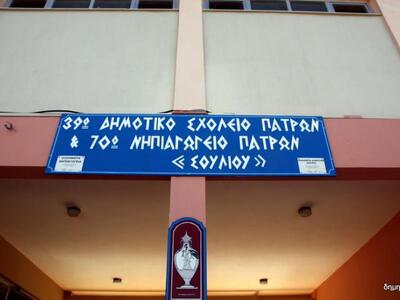 39ο ΔΗΜΟΤΙΚΟ ΣΧΟΛΕΙΟ ΠΑΤΡΩΝ
& 70ο ΝΗΠΙΑΓΩΓΕΙΟ ΠΑΤΡΩΝ
«ΣΟΥΛΙΟΥ»